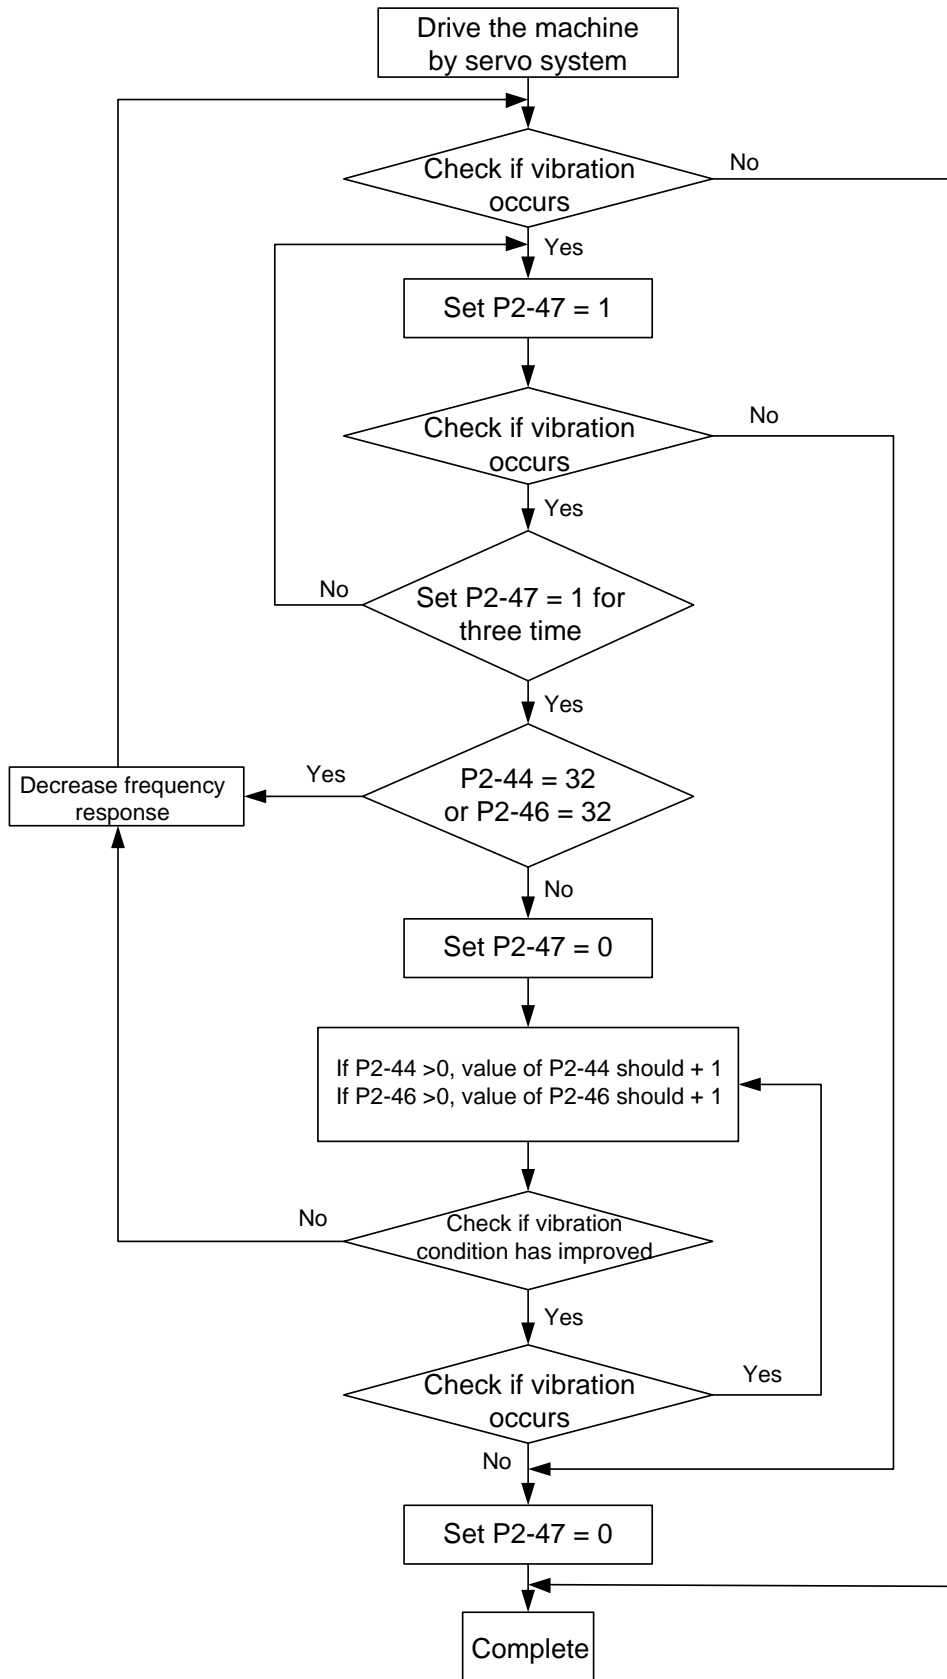 Drive the machine
by servo system
Check if vibration
occurs
No
Yes
Set P2-47 = 1
Check if vibration
occurs
No
Yes
Set P2-47 = 1 for
three time
No
Yes
P2-44 = 32
or P2-46 = 32
Yes
Decrease frequency
response
No
Set P2-47 = 0
If P2-44 >0, value of P2-44 should + 1
If P2-46 >0, value of P2-46 should + 1
Check if vibration
condition has improved
No
Yes
Check if vibration
occurs
Yes
No
Set P2-47 = 0
Complete